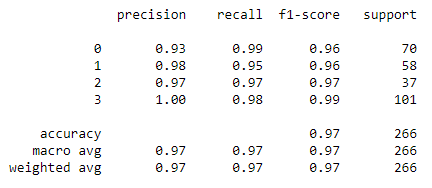 precision recall f1-score support
0 0.93 0.99 0.96 70
1 0.98 0.95 0.96 58
2 0.97 0.97 0.97 37
3 1.00 0.98 0.99 101
accuracy 0.97 266
macro avg 0.97 0.97 0.97 266
weighted avg 0.97 0.97 0.97 266